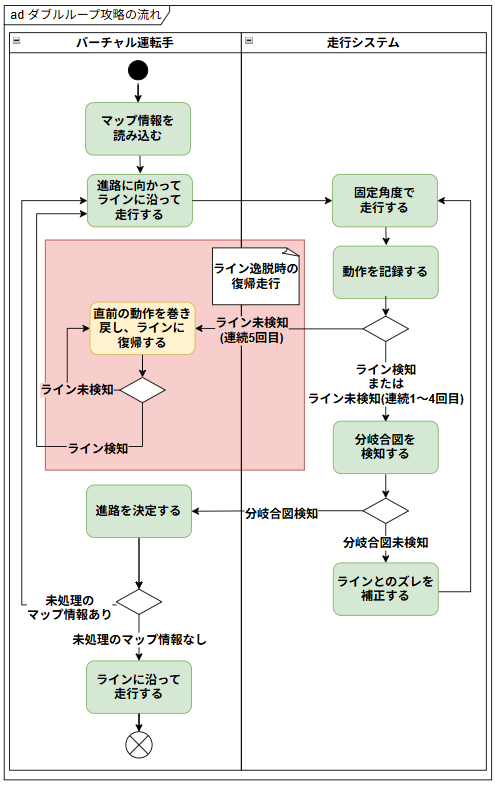 ad ダブルループ攻略の流れ
バーチャル運転手
走行システム
マップ情報を
読み込む
進路に向かって
ラインに沿って
走行する
固定角度で
走行する
動作を記録する
ライン逸脱時の
復帰走行
直前の動作を巻き
戻し、ラインに
復帰する
ライン未検知
(連続5回目)
ライン検知
または
ライン未検知(連続1〜4回目)
ライン未検知
ライン検知
分岐合図を
検知する
進路を決定する
分岐合図検知
分岐合図未検知
ラインとのズレを
補正する
未処理の
マップ情報あり
未処理のマップ情報なし
ラインに沿って
走行する